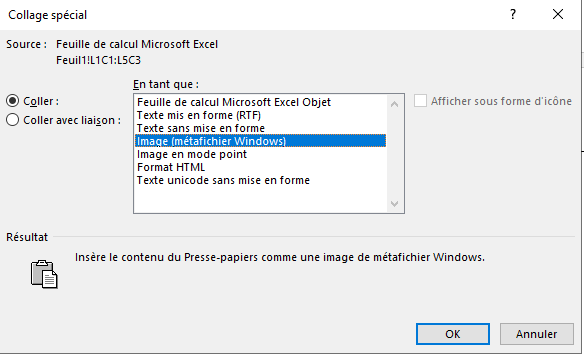 Collage spécial
?
Source : Feuille de calcul Microsoft Excel
Feuil1!L1C1:L5C3
En tant que :
Coller :
Coller avec liaison :
Feuille de calcul Microsoft Excel Objet
Texte mis en forme (RTF)
Texte sans mise en forme
Image (métafichier Windows)
Image en mode point
Format HTML
Texte unicode sans mise en forme
Afficher sous forme d'icône
Résultat
Insère le contenu du Presse-papiers comme une image de métafichier Windows.
OK
Annuler